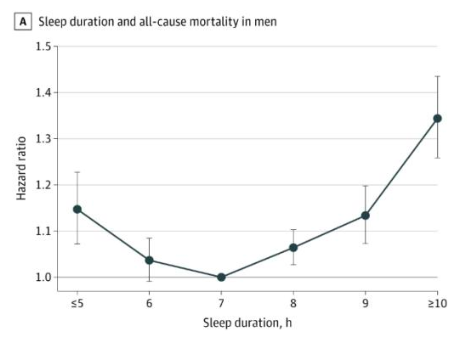 A Sleep duration and all-cause mortality in men
1.5
1.4
1.3
1.2
1.1
1.0
Hazard ratio
≤5 6 7 8 9 ≥10
Sleep duration, h